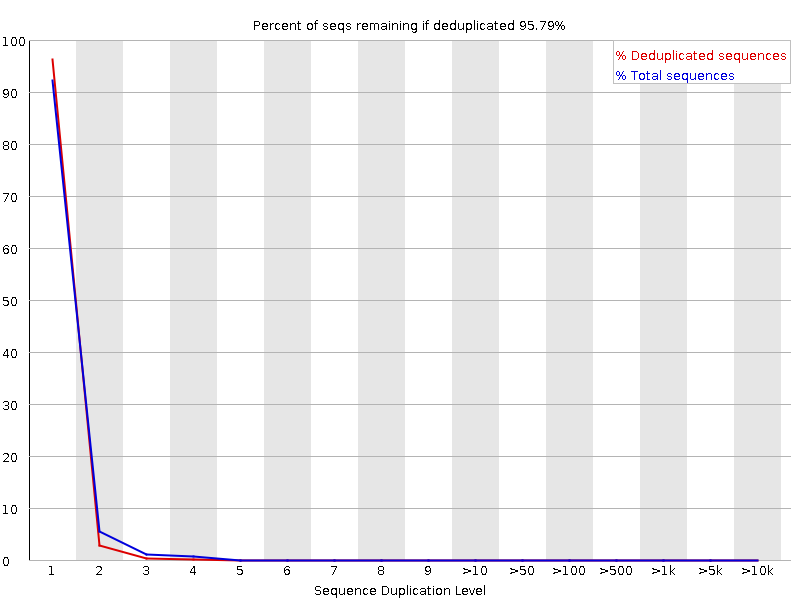 Percent of seqs remaining if deduplicated 95.79%
% Deduplicated sequences
% Total sequences
100
90
80
70
60
50
40
30
20
10
0
1 2 3 4 5 6 7 8 9 >10 >50 >100 >500 >1k >5k >10k
Sequence Duplication Level